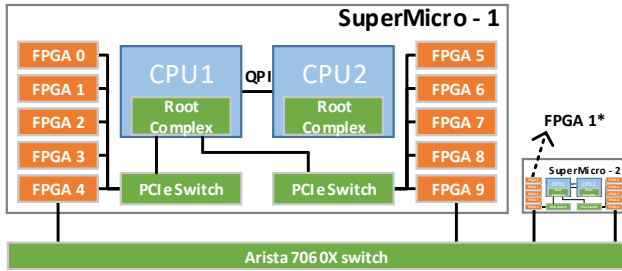 SuperMicro - 1
FPGA 0
FPGA 1
FPGA 2
FPGA 3
FPGA 4
CPU1
Root
Complex
QPI
CPU2
Root
Complex
PCIe Switch
PCIe Switch
FPGA 5
FPGA 6
FPGA 7
FPGA 8
FPGA 9
FPGA 1*
SuperMicro - 2
CPU1
CPU2
Arista 7060X switch